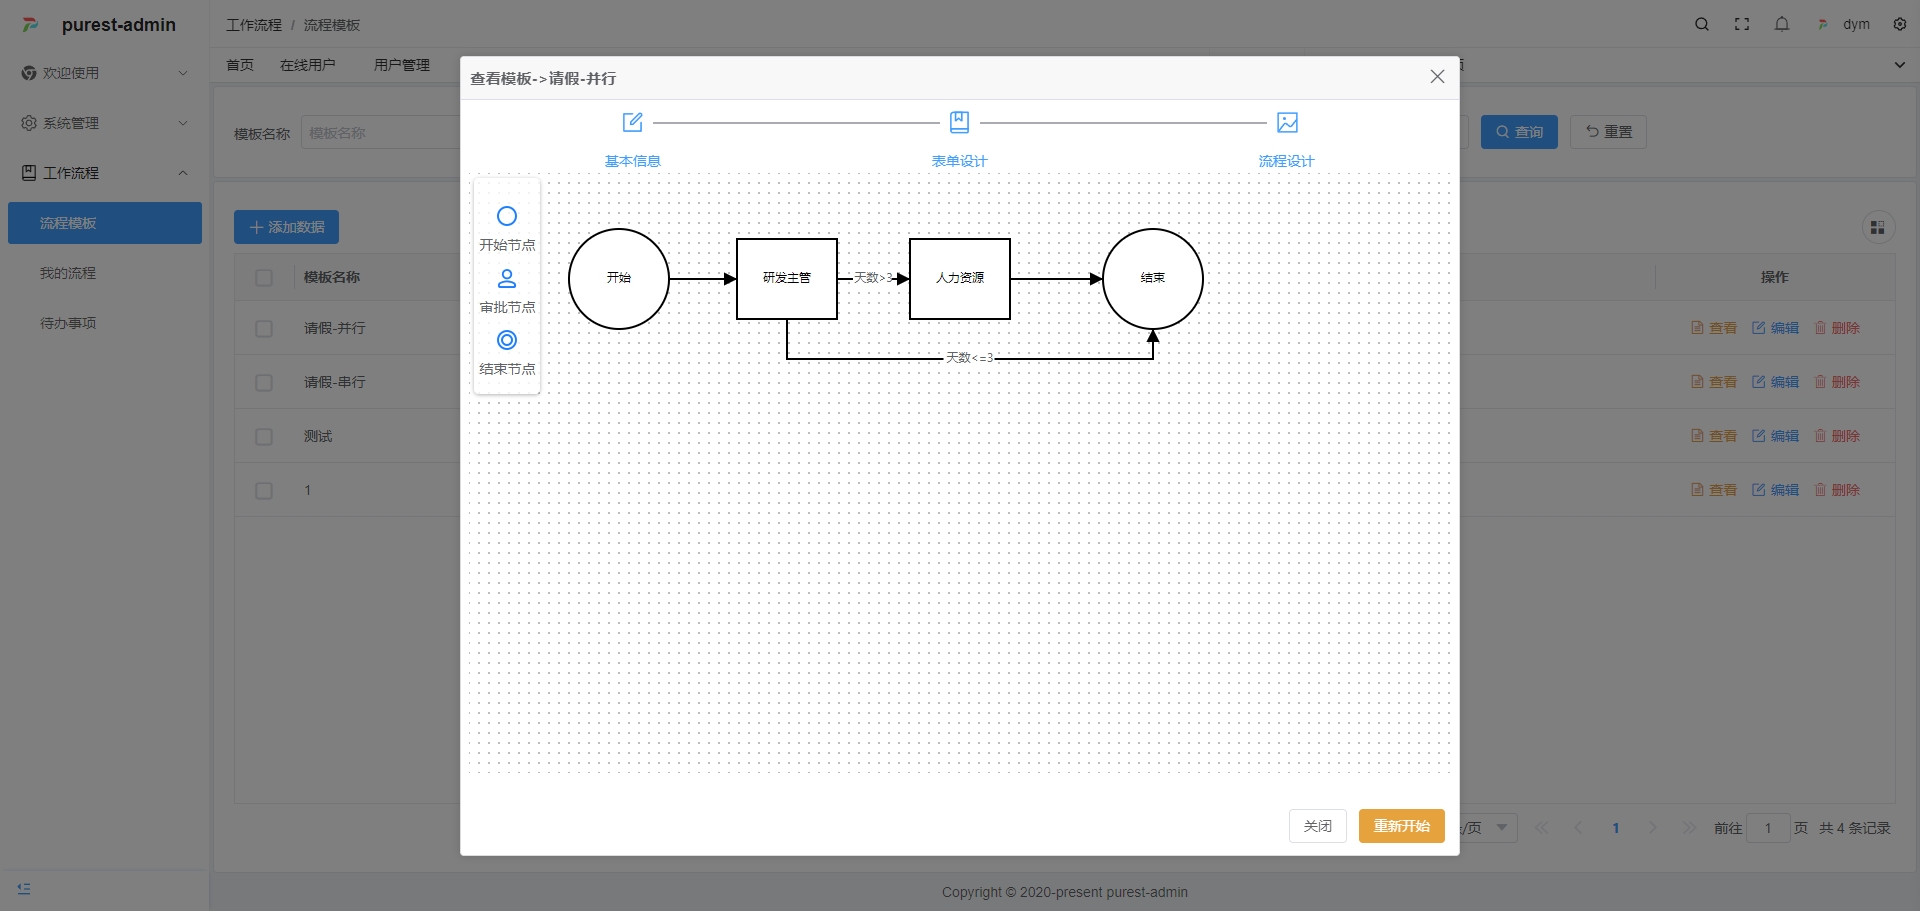 purest-admin
工作流程 / 流程模板
dym
欢迎使用
系统管理
工作流程
流程模板
我的流程
待办事项
首页
在线用户
用户管理
模板名称
模板名称
查询
重置
添加数据
模板名称
操作
请假-并行
查看
编辑
删除
请假-串行
查看
编辑
删除
测试
查看
编辑
删除
1
查看
编辑
删除
查看模板->请假-并行
基本信息
表单设计
流程设计
开始节点
审批节点
结束节点
开始
研发主管
天数>3
人力资源
结束
天数<=3
关闭
重新开始
/页
1
前往 1 页
共 4 条记录
Copyright © 2020-present purest-admin